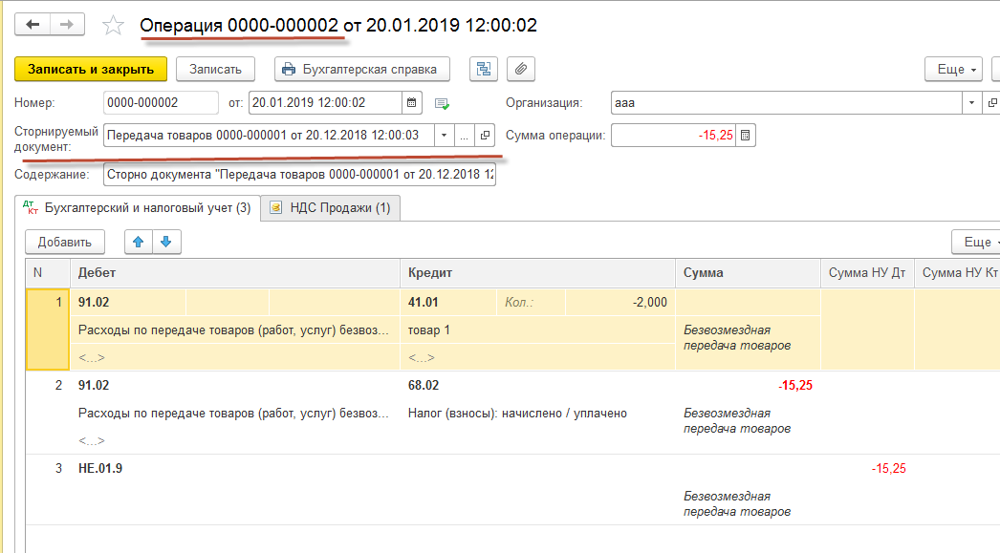 Операция 0000-000002 от 20.01.2019 12:00:02
Записать и закрыть
Записать
Бухгалтерская справка
Еще
Номер:
0000-000002
от:
20.01.2019 12:00:02
Организация:
ааа
Сторнируемый
документ:
Передача товаров 0000-000001 от 20.12.2018 12:00:03
...
Сумма операции:
-15,25
Содержание:
Сторно документа "Передача товаров 0000-000001 от 20.12.2018 12
Дт
Кт
Бухгалтерский и налоговый учет (3)
НДС Продажи (1)
Добавить
Еще
N
Дебет
Кредит
Сумма
Сумма НУ Дт
Сумма НУ Кт
1
91.02
41.01
Кол.:
-2,000
Расходы по передаче товаров (работ, услуг) безвоз...
товар 1
Безвозмездная
передача товаров
<...>
<...>
2
91.02
68.02
-15,25
Расходы по передаче товаров (работ, услуг) безвоз...
Налог (взносы): начислено / уплачено
Безвозмездная
передача товаров
<...>
3
НЕ.01.9
-15,25
Безвозмездная
передача товаров